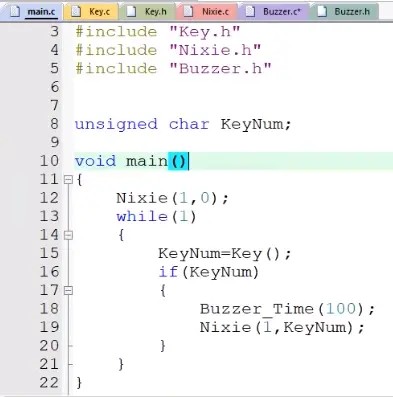 main.c Key.c Key.h Nixie.c Buzzer.c* Buzzer.h
3 #include "Key.h"
4 #include "Nixie.h"
5 #include "Buzzer.h"
6
7
8 unsigned char KeyNum;
9
10 void main()
11 {
12 Nixie(1,0);
13 while(1)
14 {
15 KeyNum=Key();
16 if(KeyNum)
17 {
18 Buzzer_Time(100);
19 Nixie(1,KeyNum);
20 }
21 }
22 }